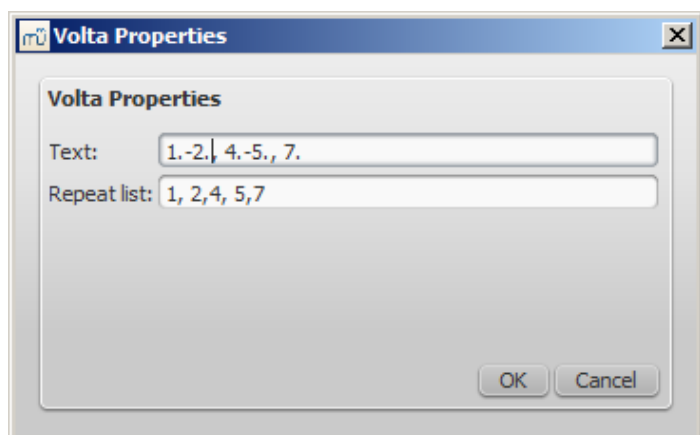 mü Volta Properties
Volta Properties
Text: 1.-2., 4.-5., 7.
Repeat list: 1, 2,4, 5,7
OK Cancel